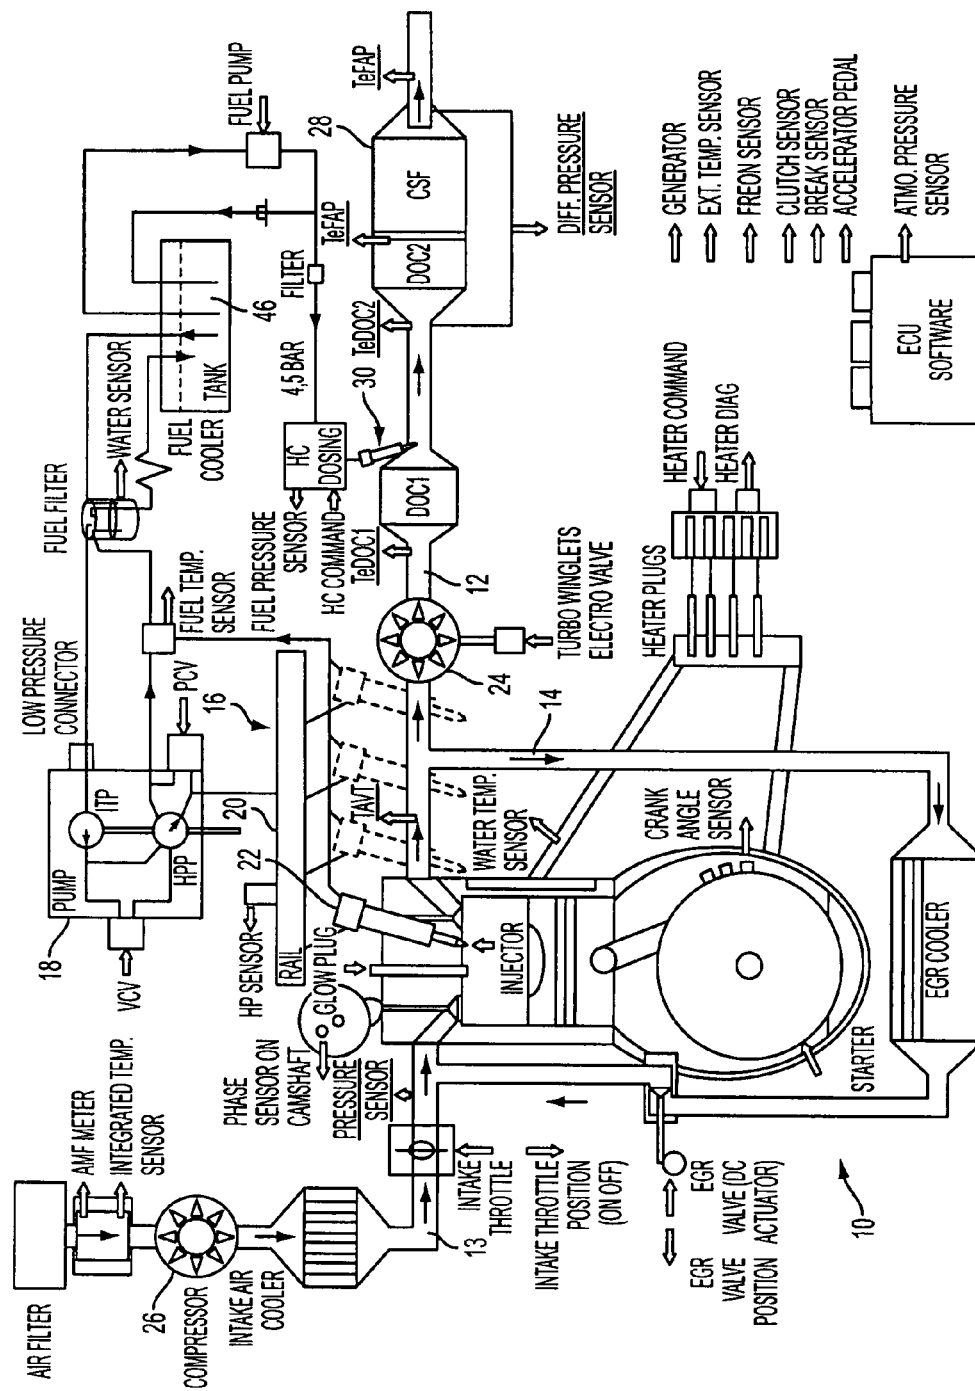 AIR FILTER
AMF METER
INTEGRATED TEMP.
SENSOR
26
COMPRESSOR
INTAKE AIR
COOLER
13
18
VCV
PUMP
ITP
HPP
LOW PRESSURE
CONNECTOR
PCV
FUEL FILTER
WATER SENSOR
FUEL TEMP.
SENSOR
FUEL
COOLER
TANK
46
FUEL PUMP
FILTER
4,5 BAR
HC
DOSING
30
FUEL PRESSURE
SENSOR
HC COMMAND
16
20
22
HP SENSOR
RAIL
GLOW PLUG
PHASE
SENSOR ON
CAMSHAFT
PRESSURE
SENSOR
INTAKE
THROTTLE
INTAKE THROTTLE
POSITION
(ON OFF)
INJECTOR
TAVT
24
TURBO WINGLETS
ELECTRO VALVE
12
TeDOC1
DOC1
TeDOC2
DOC2
TeFAP
CSF
28
TeFAP
DIFF. PRESSURE
SENSOR
14
WATER TEMP.
SENSOR
CRANK
ANGLE
SENSOR
STARTER
EGR COOLER
EGR
VALVE
POSITION
EGR
VALVE (DC
ACTUATOR)
10
HEATER PLUGS
HEATER COMMAND
HEATER DIAG
GENERATOR
EXT. TEMP. SENSOR
FREON SENSOR
CLUTCH SENSOR
BREAK SENSOR
ACCELERATOR PEDAL
ATMO. PRESSURE
SENSOR
ECU
SOFTWARE